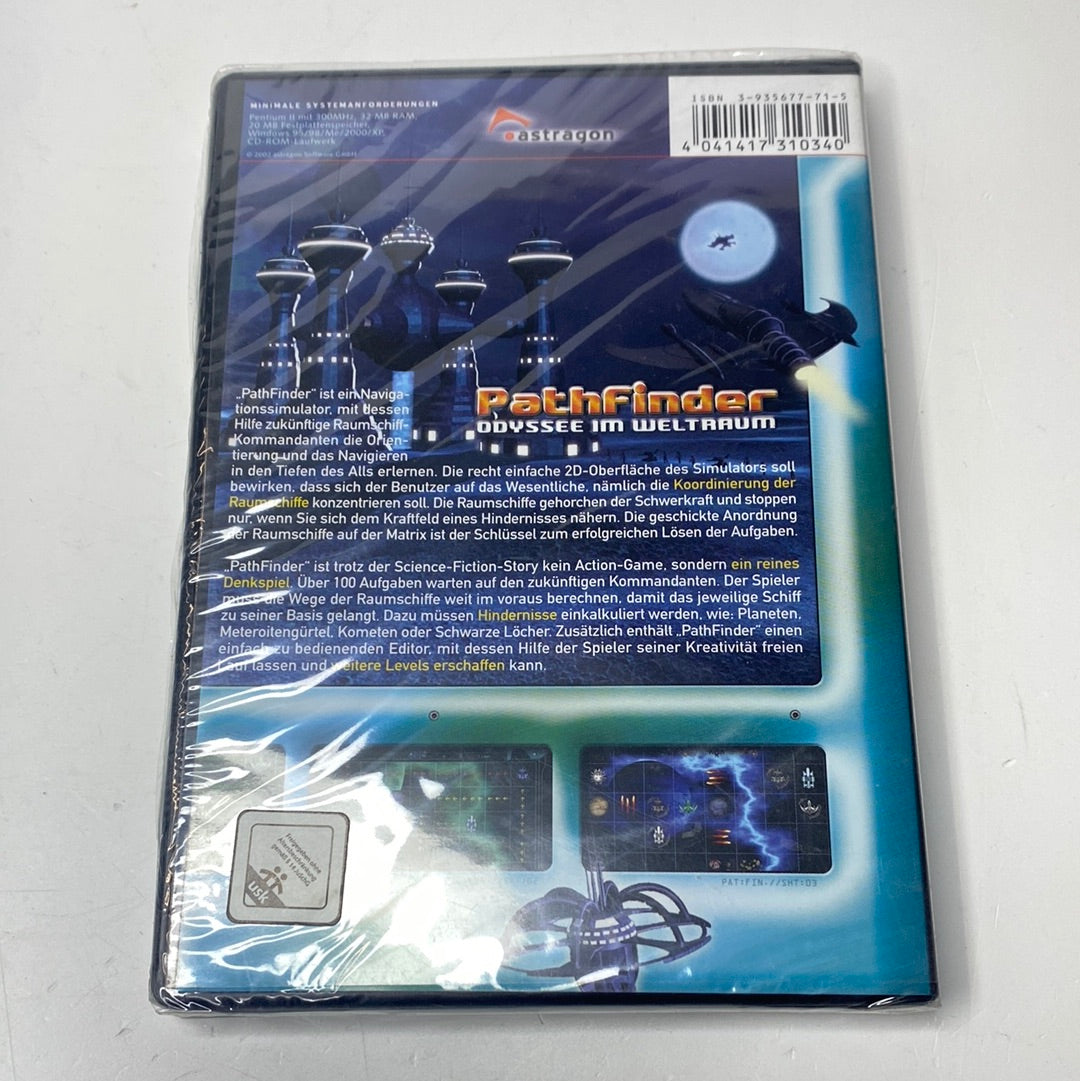 MINIMALE SYSTEMANFORDERUNGEN
Pentium II mit 300MHz, 32 MB RAM,
20 MB Festplattenspeicher,
Windows 95/98/Me/2000/XP,
CD-ROM-Laufwerk
© 2002 astragon Software GmbH
astragon
ISBN 3-935677-71-5
4 041417 310340
PathFinder
ODYSSEE IM WELTRAUM
„PathFinder“ ist ein Naviga-
tionssimulator, mit dessen
Hilfe zukünftige Raumschiff-
Kommandanten die Orien-
tierung und das Navigieren
in den Tiefen des Alls erlernen. Die recht einfache 2D-Oberfläche des Simulators soll
bewirken, dass sich der Benutzer auf das Wesentliche, nämlich die Koordinierung der
Raumschiffe konzentrieren soll. Die Raumschiffe gehorchen der Schwerkraft und stoppen
nur, wenn Sie sich dem Kraftfeld eines Hindernisses nähern. Die geschickte Anordnung
der Raumschiffe auf der Matrix ist der Schlüssel zum erfolgreichen Lösen der Aufgaben.
„PathFinder“ ist trotz der Science-Fiction-Story kein Action-Game, sondern ein reines
Denkspiel. Über 100 Aufgaben warten auf den zukünftigen Kommandanten. Der Spieler
muss die Wege der Raumschiffe weit im voraus berechnen, damit das jeweilige Schiff
zu seiner Basis gelangt. Dazu müssen Hindernisse einkalkuliert werden, wie: Planeten,
Meteroitengürtel, Kometen oder Schwarze Löcher. Zusätzlich enthält „PathFinder“ einen
einfach zu bedienenden Editor, mit dessen Hilfe der Spieler seiner Kreativität freien
Lauf lassen und weitere Levels erschaffen kann.
PAT:FIN-//SHT:03
Freigegeben ohne
Altersbeschränkung
gemäß § 14 JuSchG
USK